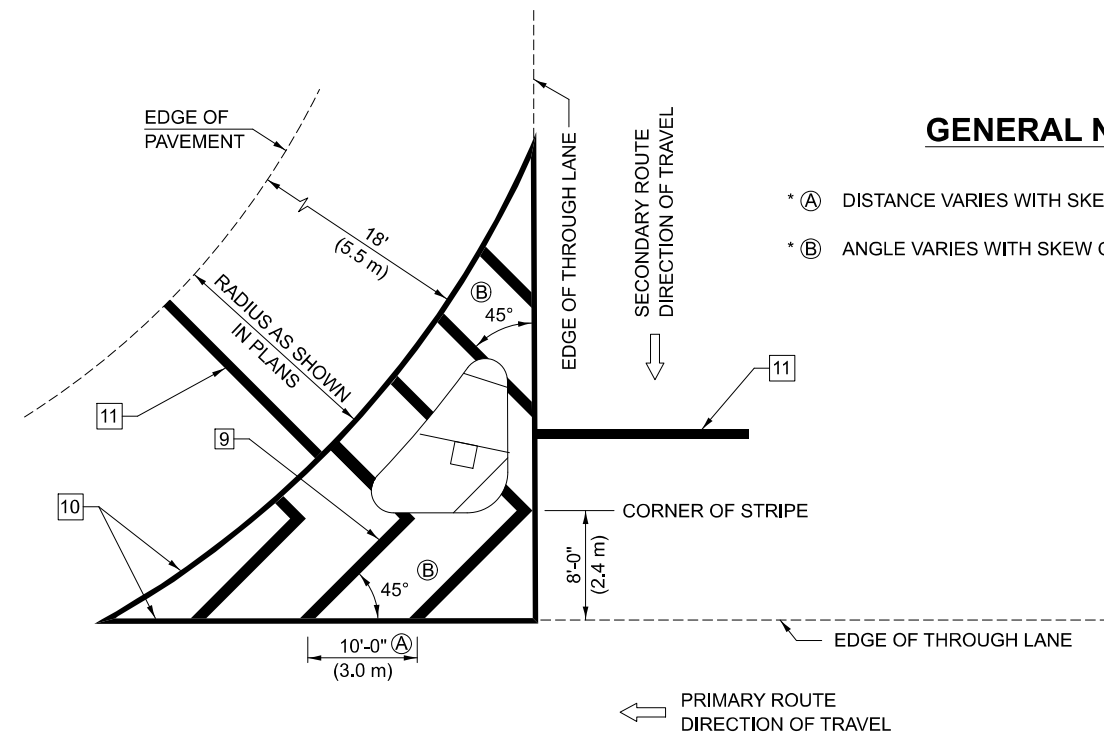 EDGE OF
PAVEMENT
18'
(5.5 m)
RADIUS AS SHOWN
IN PLANS
EDGE OF THROUGH LANE
SECONDARY ROUTE
DIRECTION OF TRAVEL
GENERAL N
* Ⓐ DISTANCE VARIES WITH SKE
* Ⓑ ANGLE VARIES WITH SKEW
Ⓑ
45°
11
11
9
10
CORNER OF STRIPE
8'-0"
(2.4 m)
45°
Ⓑ
10'-0" Ⓐ
(3.0 m)
EDGE OF THROUGH LANE
PRIMARY ROUTE
DIRECTION OF TRAVEL